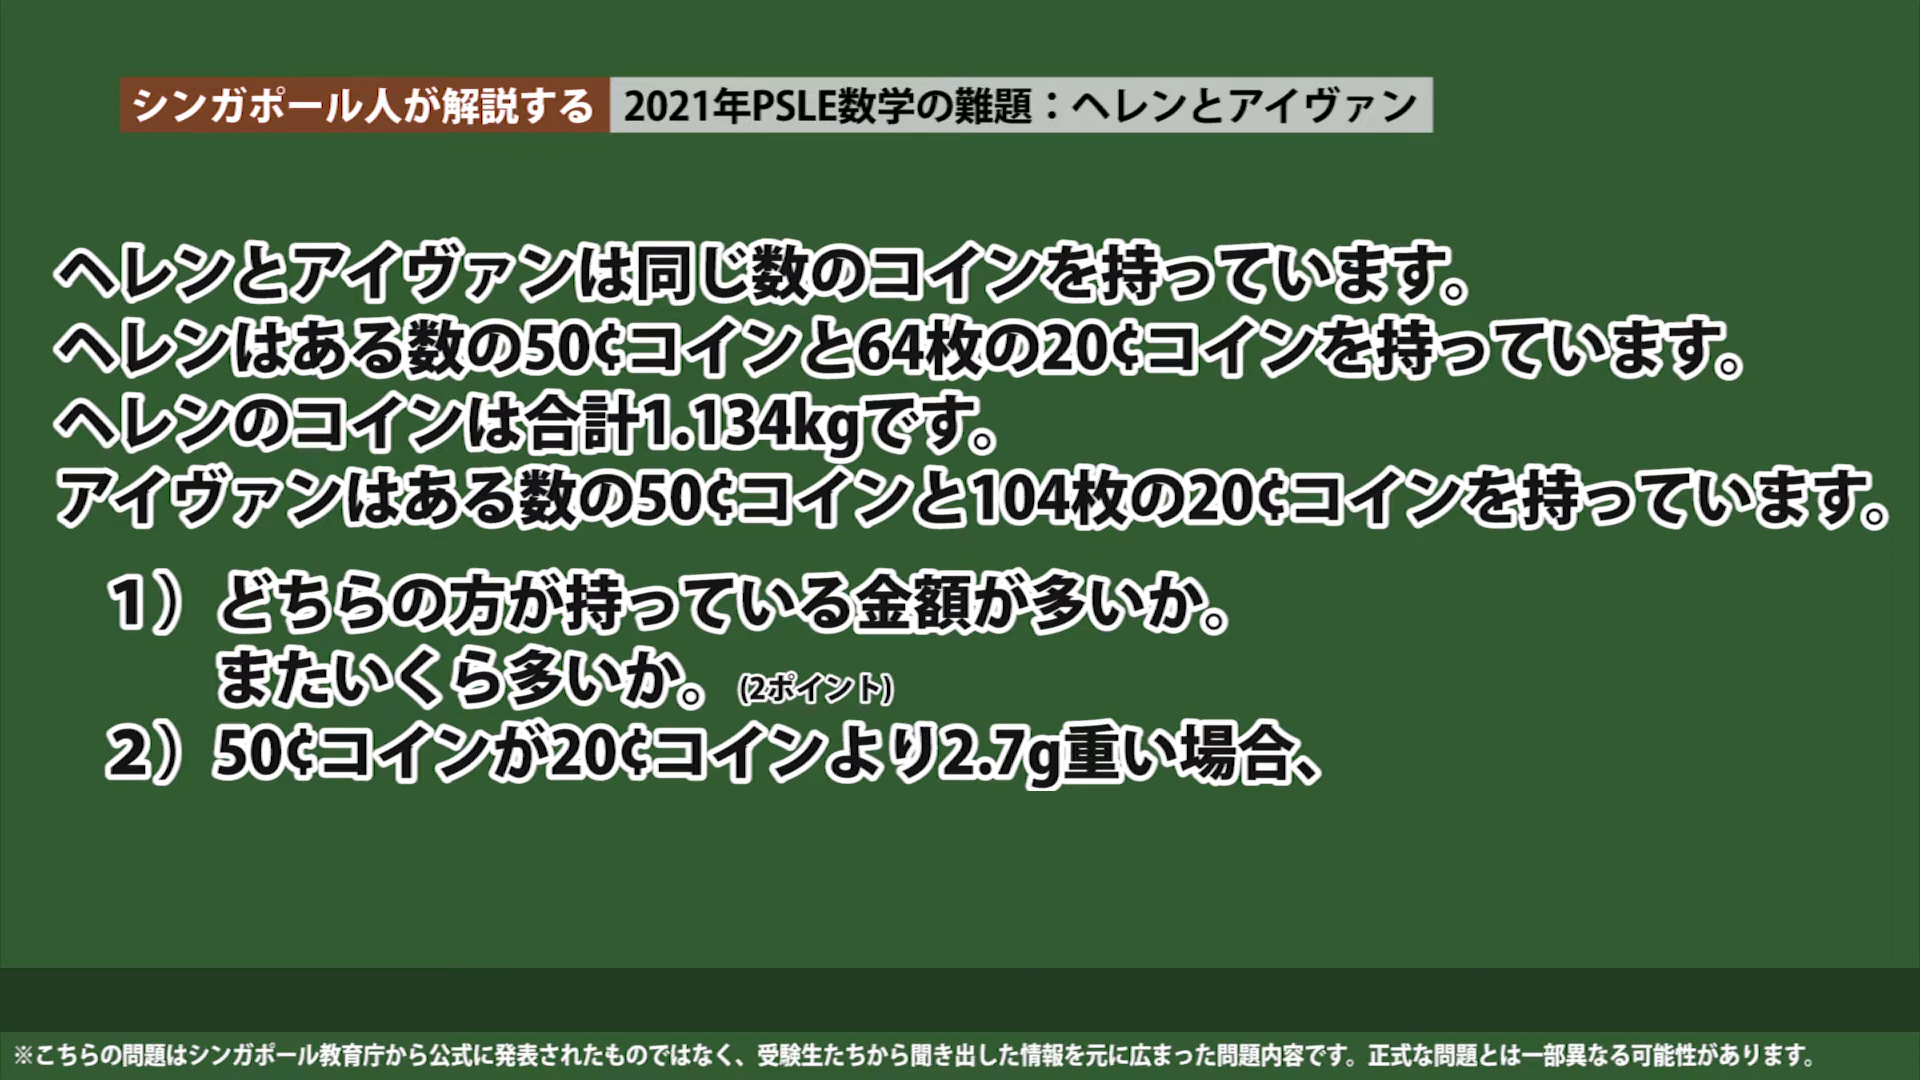 シンガポール人が解説する 2021年PSLE数学の難題：ヘレンとアイヴァン
ヘレンとアイヴァンは同じ数のコインを持っています。
ヘレンはある数の50¢コインと64枚の20¢コインを持っています。
ヘレンのコインは合計1.134kgです。
アイヴァンはある数の50¢コインと104枚の20¢コインを持っています。
1）どちらの方が持っている金額が多いか。
またいくら多いか。(2ポイント)
2）50¢コインが20¢コインより2.7g重い場合、
※こちらの問題はシンガポール教育庁から公式に発表されたものではなく、受験生たちから聞き出した情報を元に広まった問題内容です。正式な問題とは一部異なる可能性があります。